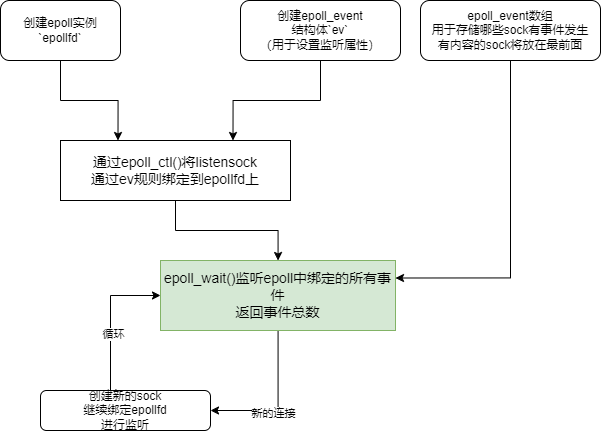 创建epoll实例
`epollfd`
创建epoll_event
结构体`ev`
（用于设置监听属性）
epoll_event数组
用于存储哪些sock有事件发生
有内容的sock将放在最前面
通过epoll_ctl()将listensock
通过ev规则绑定到epollfd上
epoll_wait()监听epoll中绑定的所有事
件
返回事件总数
循环
创建新的sock
继续绑定epollfd
进行监听
新的连接